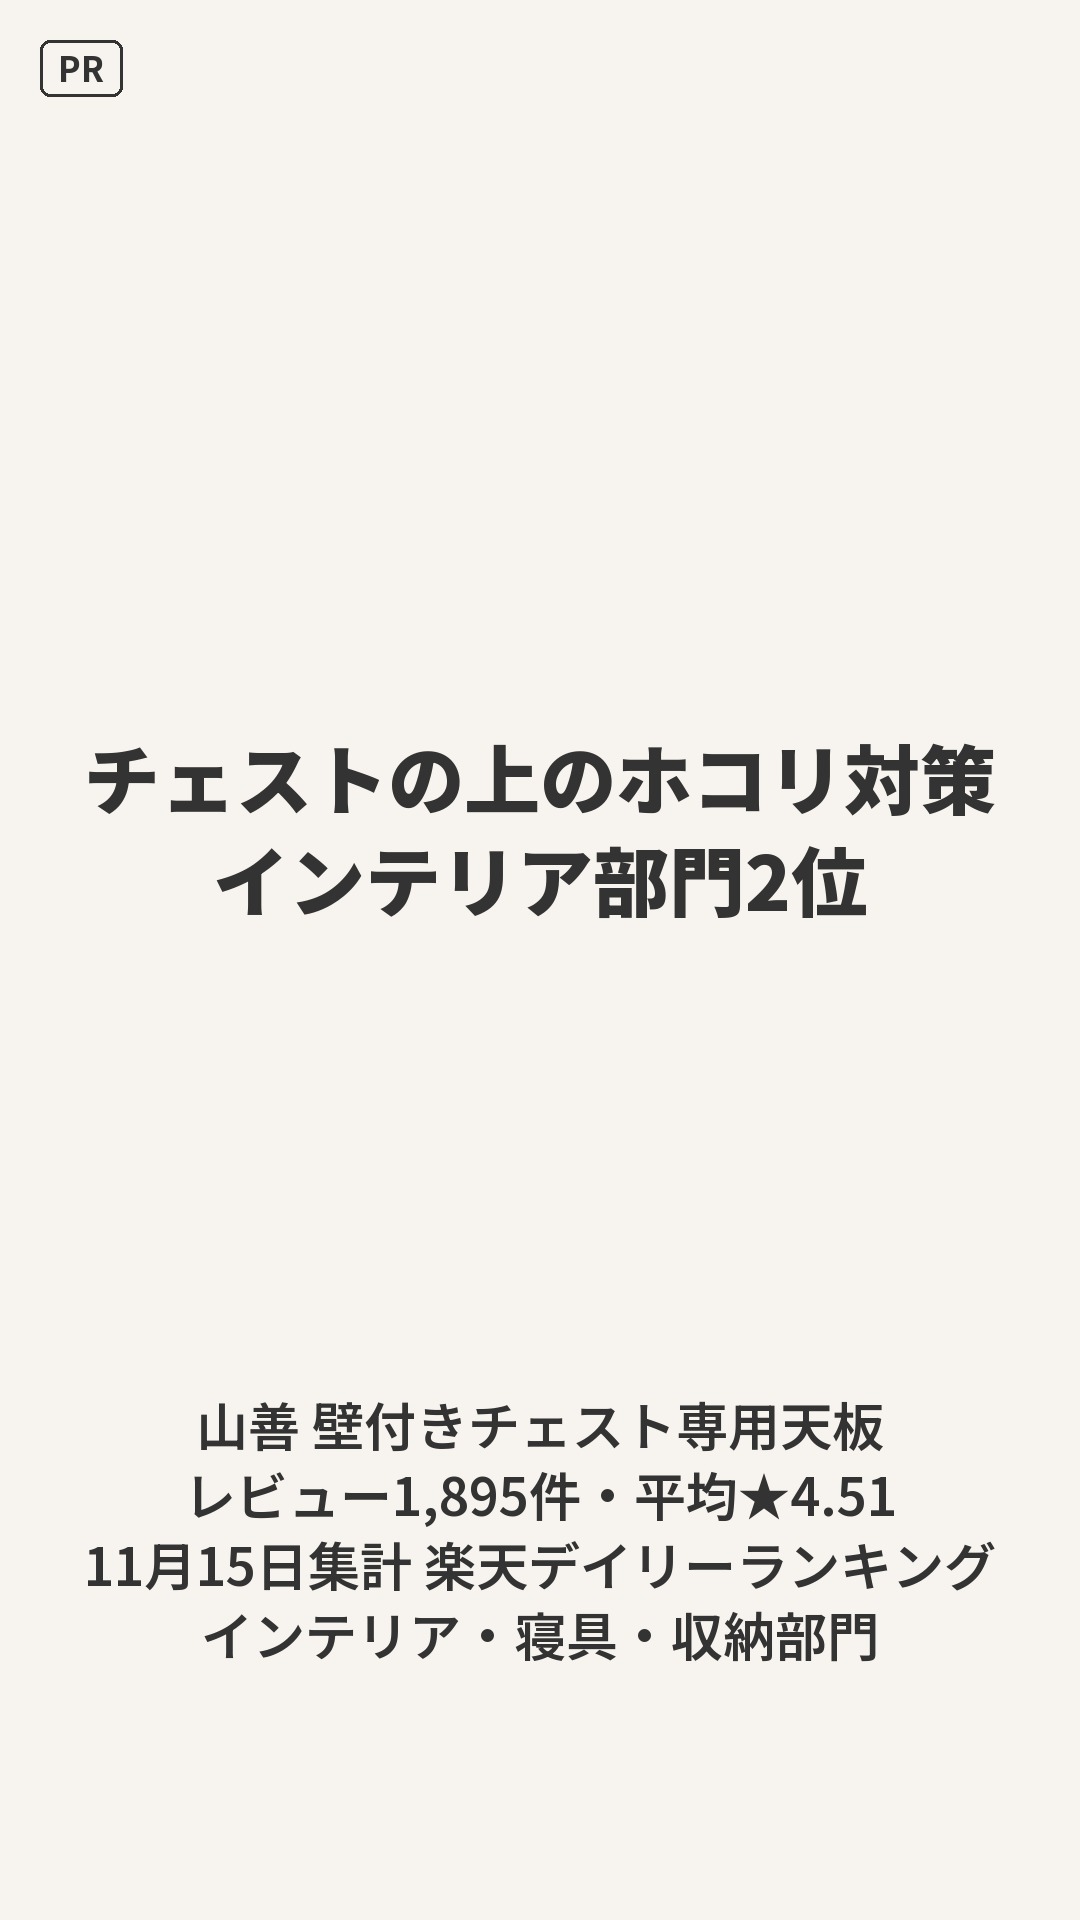 PR
チェストの上のホコリ対策
インテリア部門2位
山善 壁付きチェスト専用天板
レビュー1,895件・平均★4.51
11月15日集計 楽天デイリーランキング
インテリア・寝具・収納部門